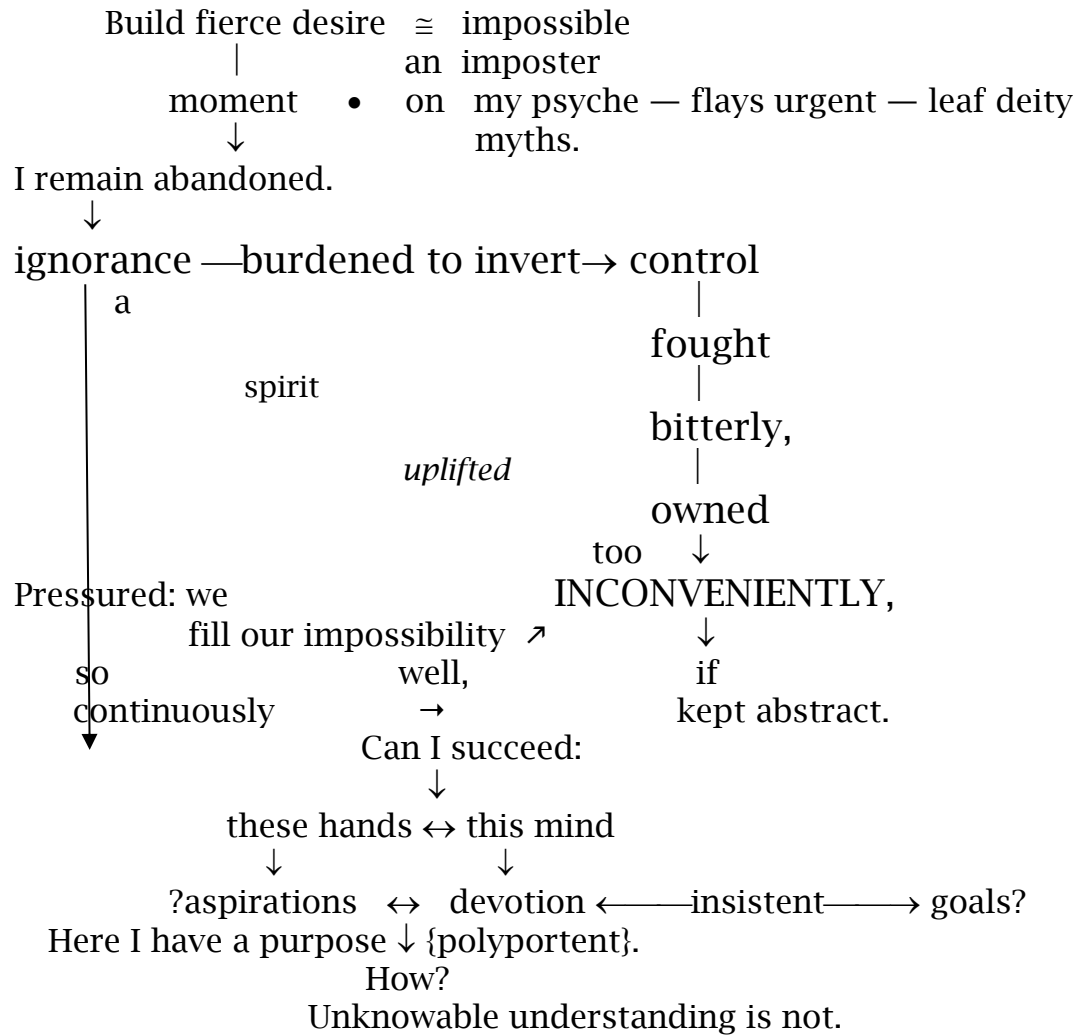 Build fierce desire ≅ impossible
| an imposter
moment • on my psyche — flays urgent — leaf deity
↓ myths.
I remain abandoned.
↓
ignorance —burdened to invert→ control
a |
fought
|
spirit
bitterly,
uplifted |
owned
too ↓
Pressured: we INCONVENIENTLY,
fill our impossibility ↗ ↓
so well, if
continuously → kept abstract.
Can I succeed:
↓
these hands ↔ this mind
↓ ↓
?aspirations ↔ devotion ←——insistent——→ goals?
Here I have a purpose ↓ {polyportent}.
How?
Unknowable understanding is not.